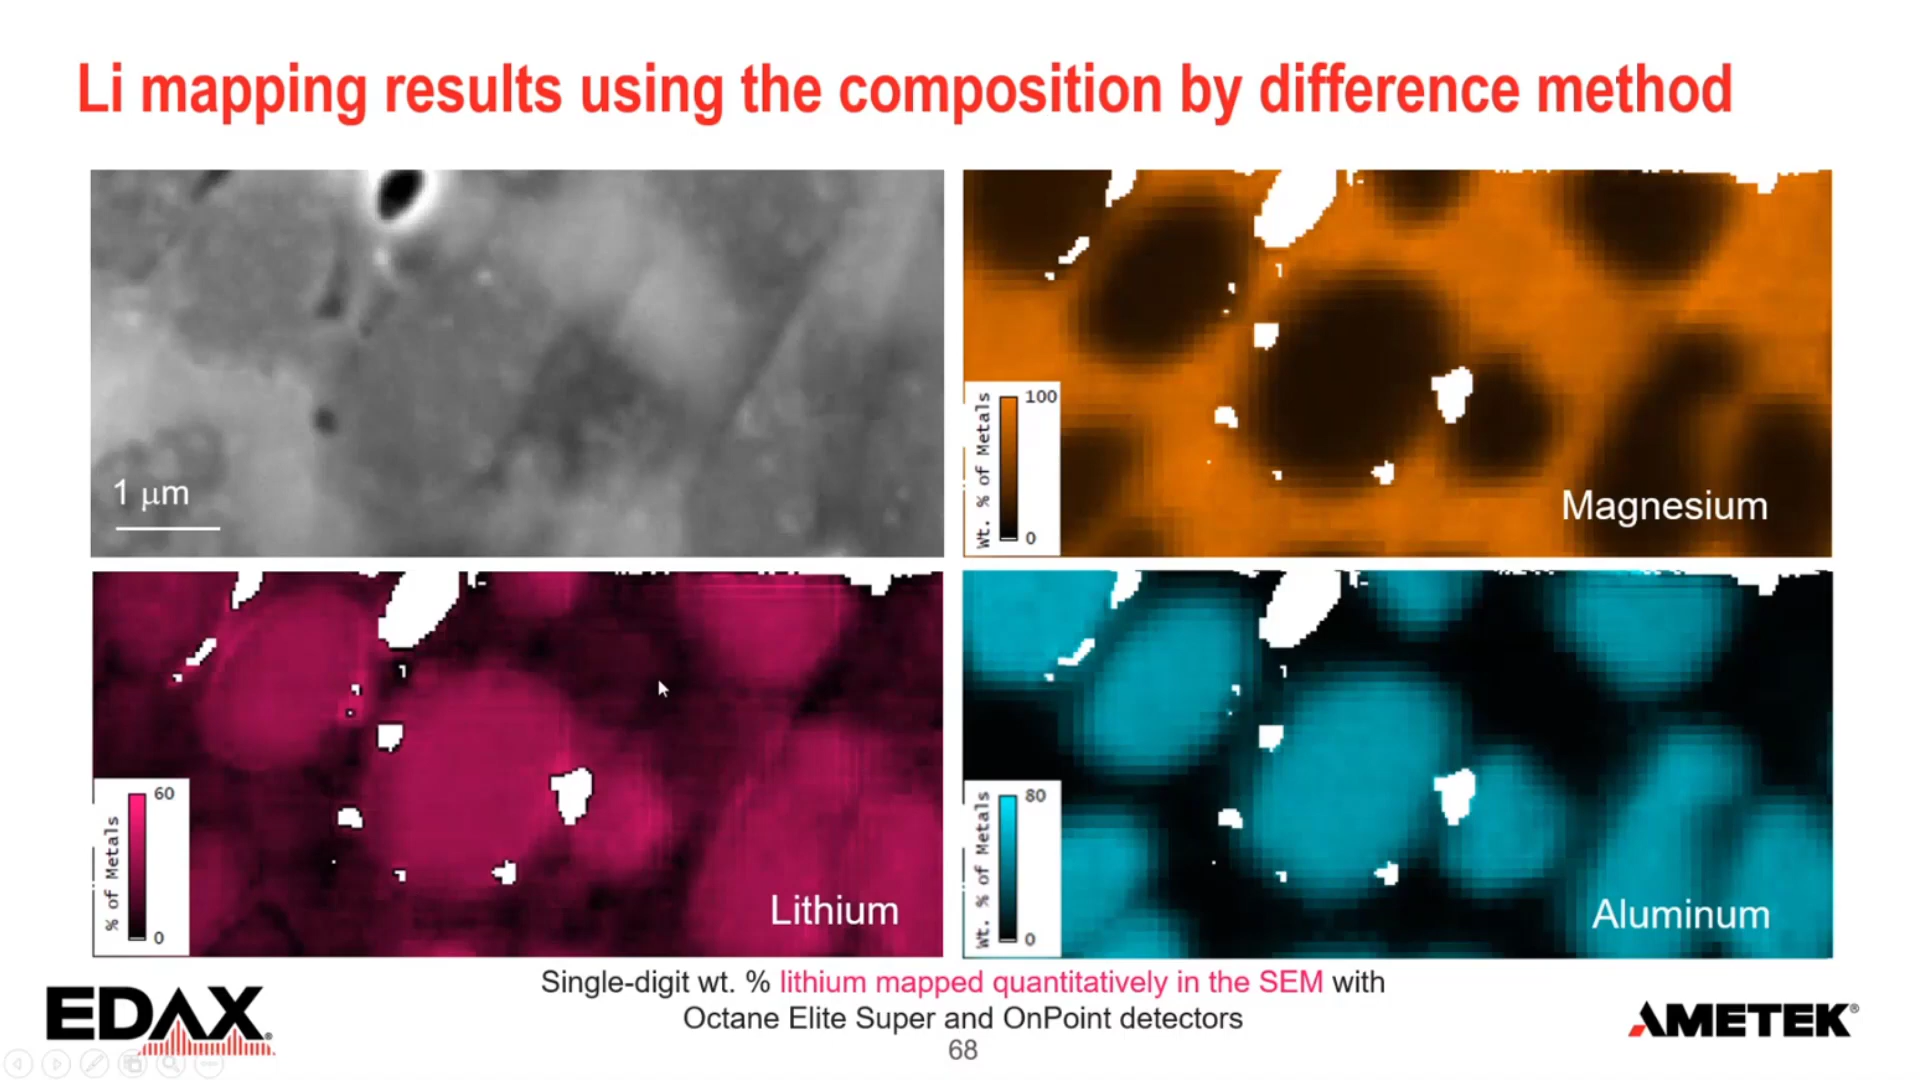 Li mapping results using the composition by difference method
1 μm
Wt. % of Metals
100
0
Magnesium
% of Metals
60
0
Lithium
Wt. % of Metals
80
0
Aluminum
Single-digit wt. % lithium mapped quantitatively in the SEM with
Octane Elite Super and OnPoint detectors
68
EDAX®
AMETEK®